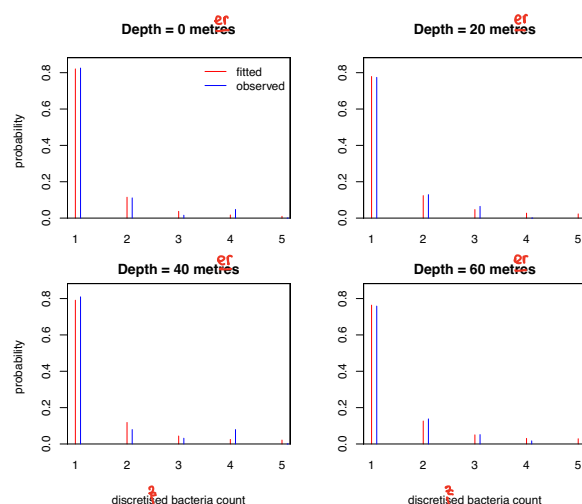 er
er
Depth = 0 metres
Depth = 20 metres
fitted
observed
probability
0.0 0.2 0.4 0.6 0.8
0.0 0.2 0.4 0.6 0.8
1 2 3 4 5
1 2 3 4 5
er
er
Depth = 40 metres
Depth = 60 metres
probability
0.0 0.2 0.4 0.6 0.8
0.0 0.2 0.4 0.6 0.8
1 2 3 4 5
1 2 3 4 5
z
z
discretised bacteria count
discretised bacteria count